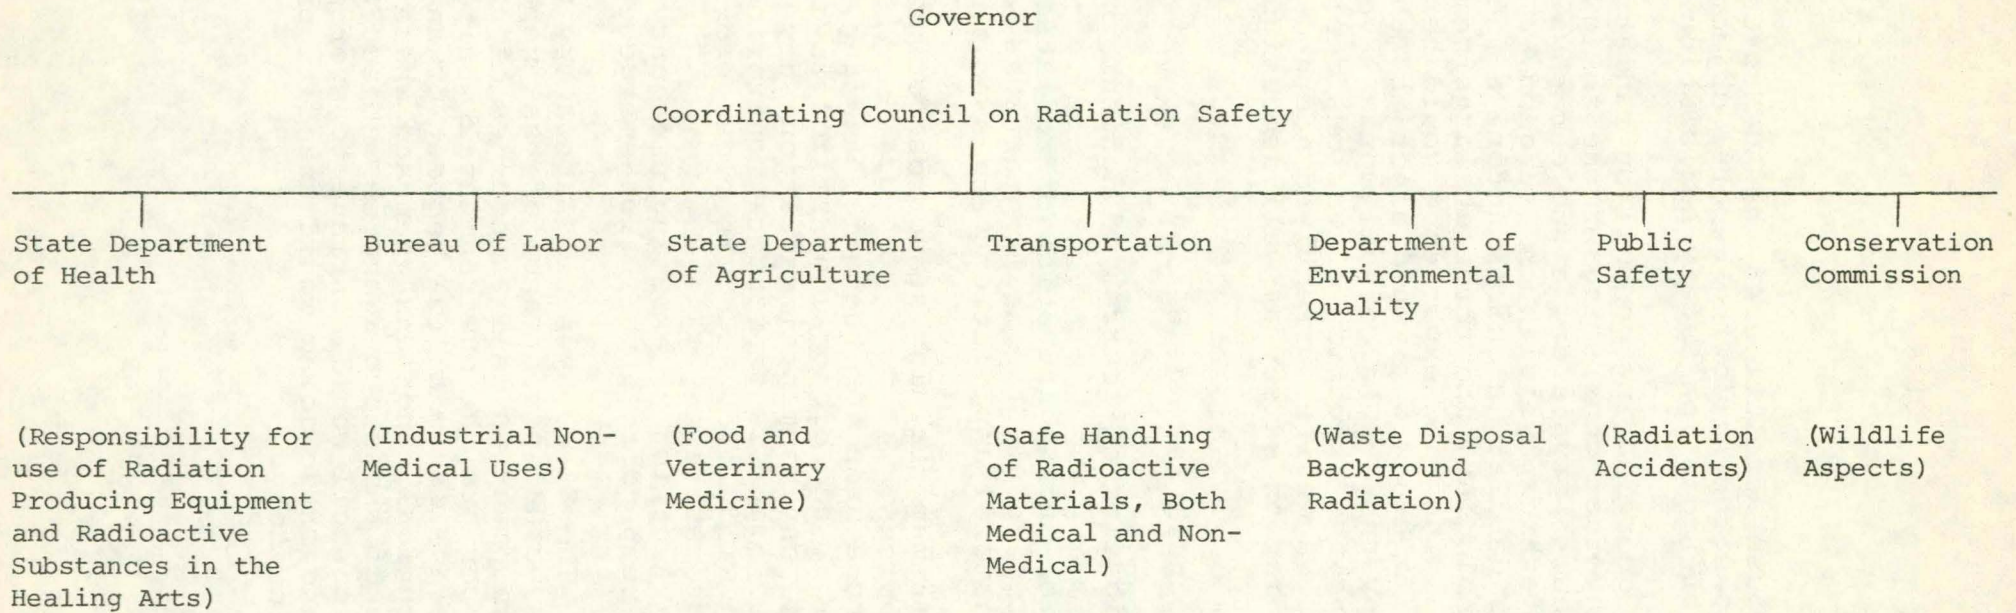 Governor
Coordinating Council on Radiation Safety
State Department
of Health
Bureau of Labor
State Department
of Agriculture
Transportation
Department of
Environmental
Quality
Public
Safety
Conservation
Commission
(Responsibility for
use of Radiation
Producing Equipment
and Radioactive
Substances in the
Healing Arts)
(Industrial Non-
Medical Uses)
(Food and
Veterinary
Medicine)
(Safe Handling
of Radioactive
Materials, Both
Medical and Non-
Medical)
(Waste Disposal
Background
Radiation)
(Radiation
Accidents)
(Wildlife
Aspects)